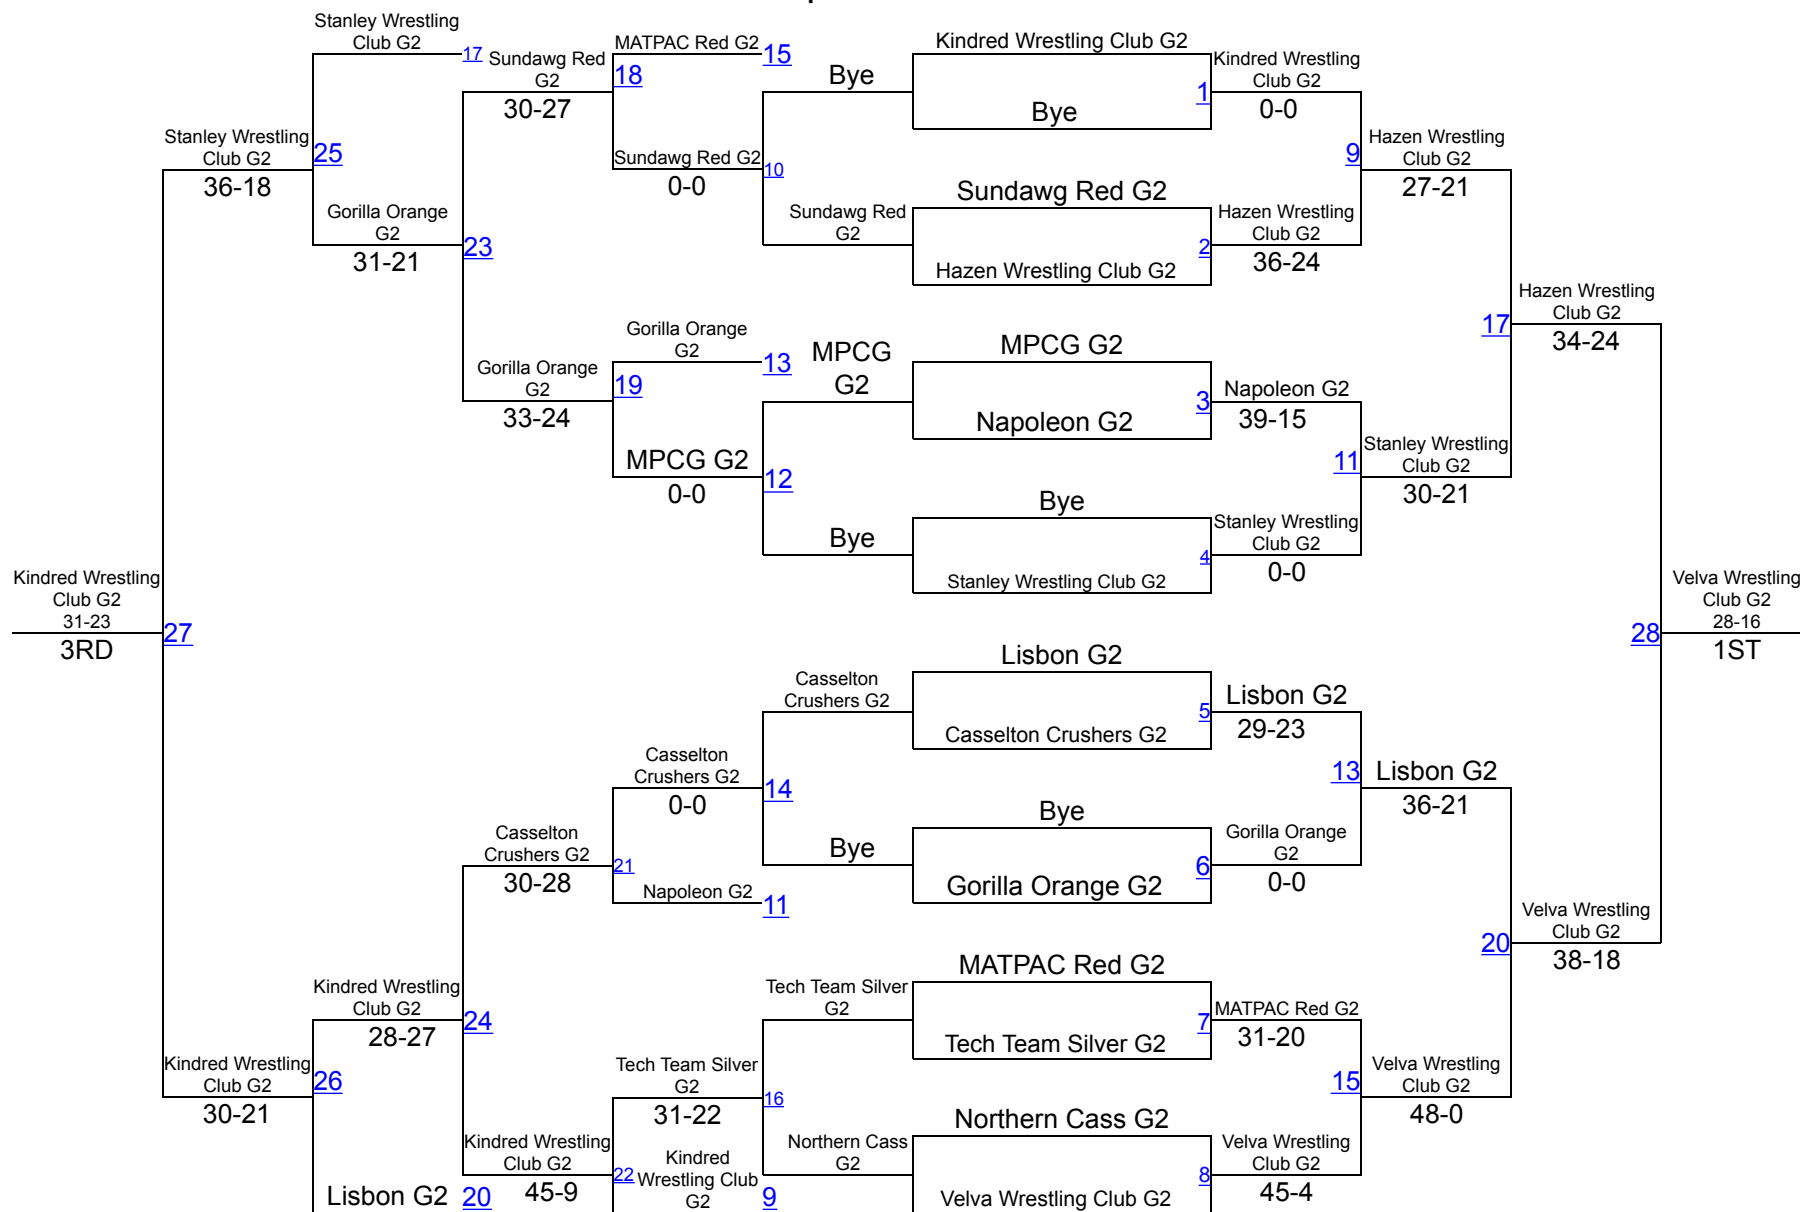 Stanley Wrestling
Club G2
17
Sundawg Red
G2
30-27
MATPAC Red G2
15
18
Bye
Kindred Wrestling Club G2
Bye
1
Kindred Wrestling
Club G2
0-0
Stanley Wrestling
Club G2
36-18
25
Sundawg Red G2
0-0
10
9
Hazen Wrestling
Club G2
27-21
Gorilla Orange
G2
31-21
23
Sundawg Red
G2
Sundawg Red G2
Hazen Wrestling Club G2
2
Hazen Wrestling
Club G2
36-24
17
Hazen Wrestling
Club G2
34-24
Gorilla Orange
G2
13
Gorilla Orange
G2
33-24
19
MPCG
G2
MPCG G2
Napoleon G2
3
Napoleon G2
39-15
MPCG G2
0-0
12
11
Stanley Wrestling
Club G2
30-21
Bye
Bye
Stanley Wrestling Club G2
4
Stanley Wrestling
Club G2
0-0
Kindred Wrestling
Club G2
31-23
3RD
27
28
Velva Wrestling
Club G2
28-16
1ST
Casselton
Crushers G2
Lisbon G2
Casselton Crushers G2
5
Lisbon G2
29-23
Casselton
Crushers G2
0-0
14
13
Lisbon G2
36-21
Casselton
Crushers G2
30-28
21
Bye
Bye
Gorilla Orange G2
6
Gorilla Orange
G2
0-0
Napoleon G2
11
20
Velva Wrestling
Club G2
38-18
Kindred Wrestling
Club G2
28-27
24
Tech Team Silver
G2
MATPAC Red G2
Tech Team Silver G2
7
MATPAC Red G2
31-20
Kindred Wrestling
Club G2
30-21
26
Tech Team Silver
G2
31-22
16
15
Velva Wrestling
Club G2
48-0
Kindred Wrestling
Club G2
45-9
22
Kindred
Wrestling Club
G2
9
Northern Cass
G2
Northern Cass G2
Velva Wrestling Club G2
8
Velva Wrestling
Club G2
45-4
Lisbon G2
20